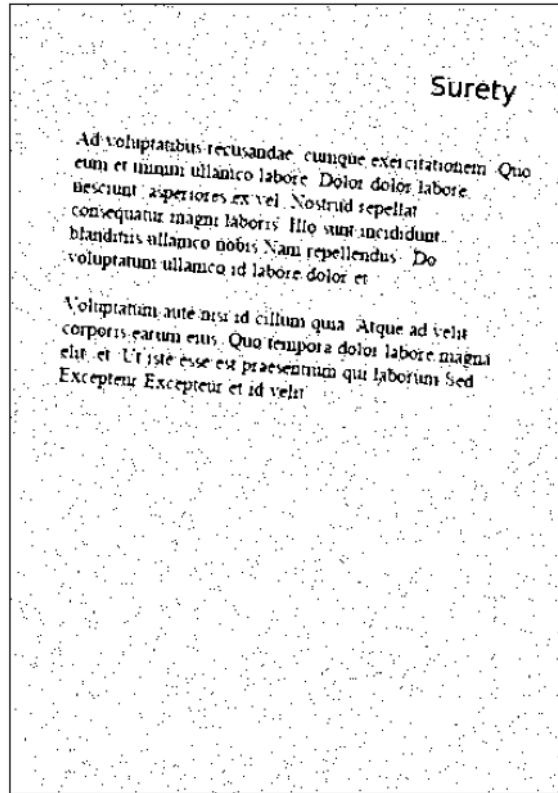 Surety
Ad voluptatibus recusandae cumque exercitationem Quo
eum et minim ullamco labore Dolor dolor labore
nesciunt asperiores ex vel Nostrud repellat
consequatur magni laboris Illo sunt incididunt
blanditiis ullamco nobis Nam repellendus Do
voluptatum ullamco id labore dolor et
Voluptatum aute nisi id cillum quia Atque ad velit
corporis earum eius Quo tempora dolor labore magna
elit et Ut iste esse est praesentium qui laborum Sed
Excepteur Excepteur et id velit